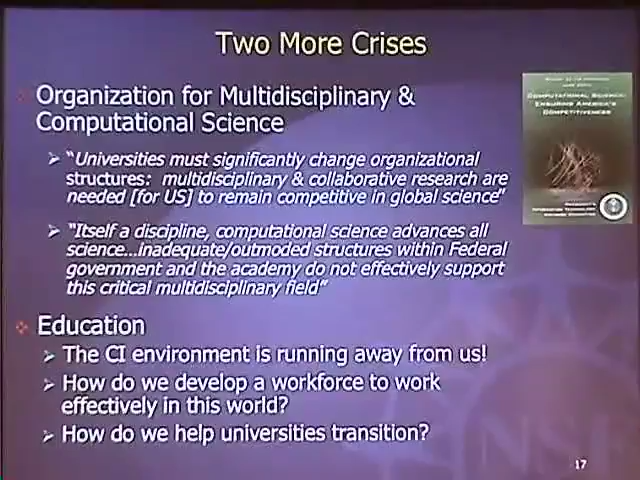 Two More Crises
Organization for Multidisciplinary &
Computational Science
"Universities must significantly change organizational
structures: multidisciplinary & collaborative research are
needed [for US] to remain competitive in global science"
"Itself a discipline, computational science advances all
science...inadequate/outmoded structures within Federal
government and the academy do not effectively support
this critical multidisciplinary field"
Education
The CI environment is running away from us!
How do we develop a workforce to work
effectively in this world?
How do we help universities transition?
COMPUTATIONAL SCIENCE:
ENSURING AMERICA'S
COMPETITIVENESS
NSF
17